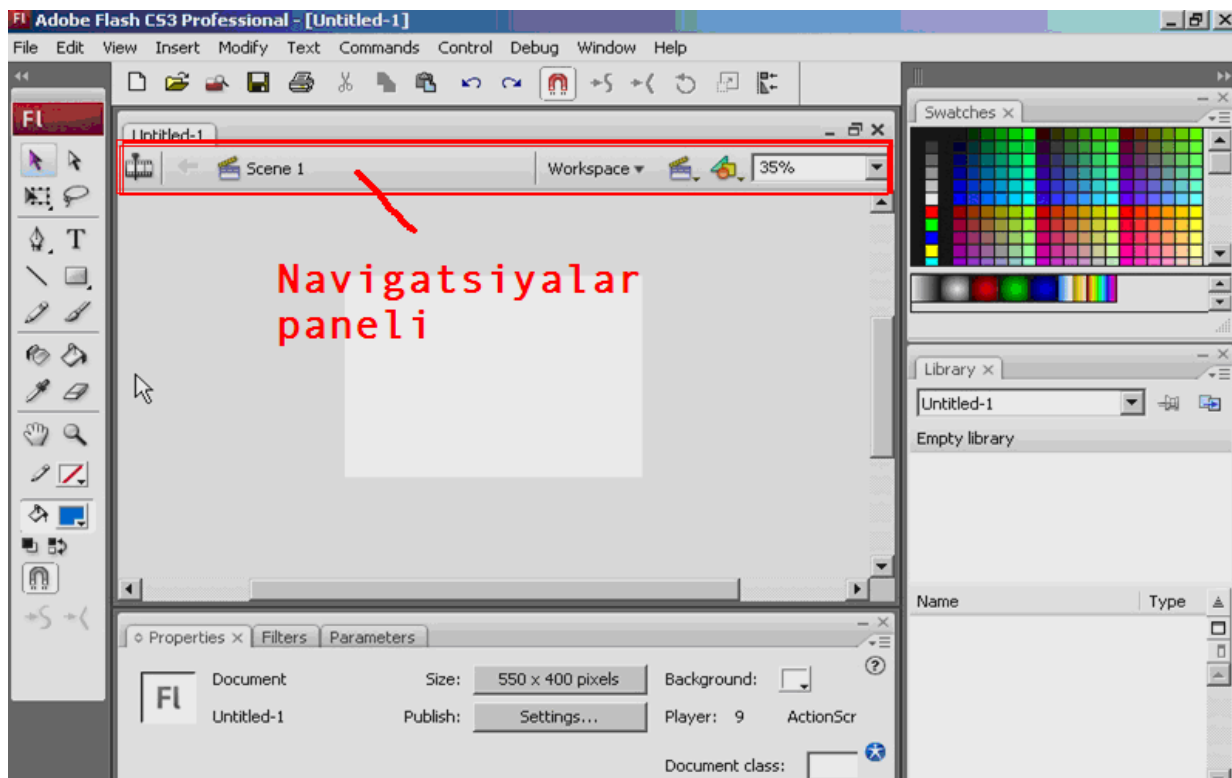 Adobe Flash CS3 Professional - [Untitled-1]
File Edit View Insert Modify Text Commands Control Debug Window Help
Fl
Untitled-1
Scene 1 Workspace 35%
Navigatsiyalar
paneli
T
Swatches
Library
Untitled-1
Empty library
Name Type
Properties Filters Parameters
Fl
Document Size: 550 x 400 pixels Background:
Untitled-1 Publish: Settings... Player: 9 ActionScr
Document class: